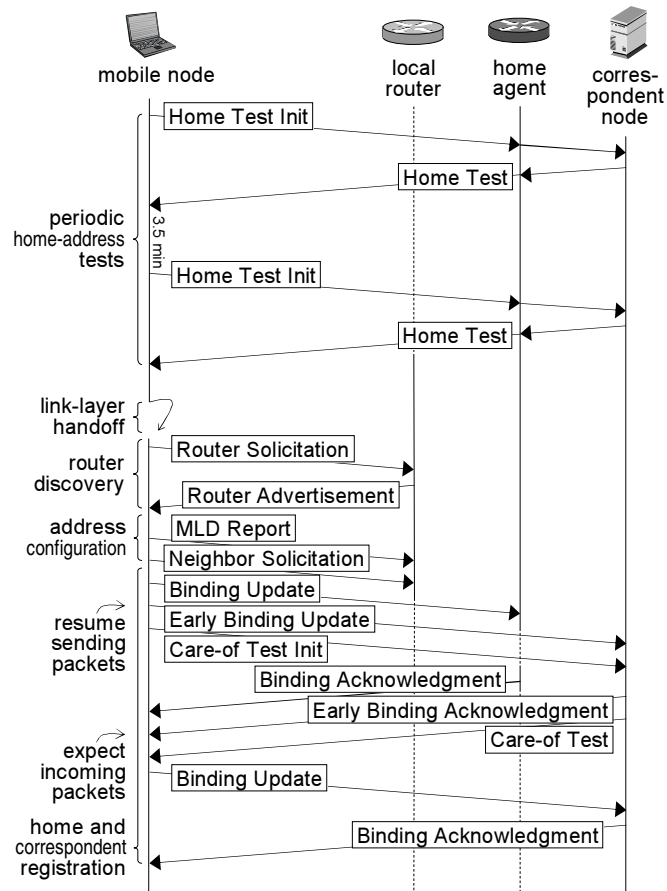 mobile node
local
router
home
agent
corres-
pondent
node
Home Test Init
Home Test
periodic
home-address
tests
3.5 min
Home Test Init
Home Test
link-layer
handoff
router
discovery
Router Solicitation
Router Advertisement
address
configuration
MLD Report
Neighbor Solicitation
Binding Update
resume
sending
packets
Early Binding Update
Care-of Test Init
Binding Acknowledgment
Early Binding Acknowledgment
Care-of Test
expect
incoming
packets
Binding Update
home and
correspondent
registration
Binding Acknowledgment